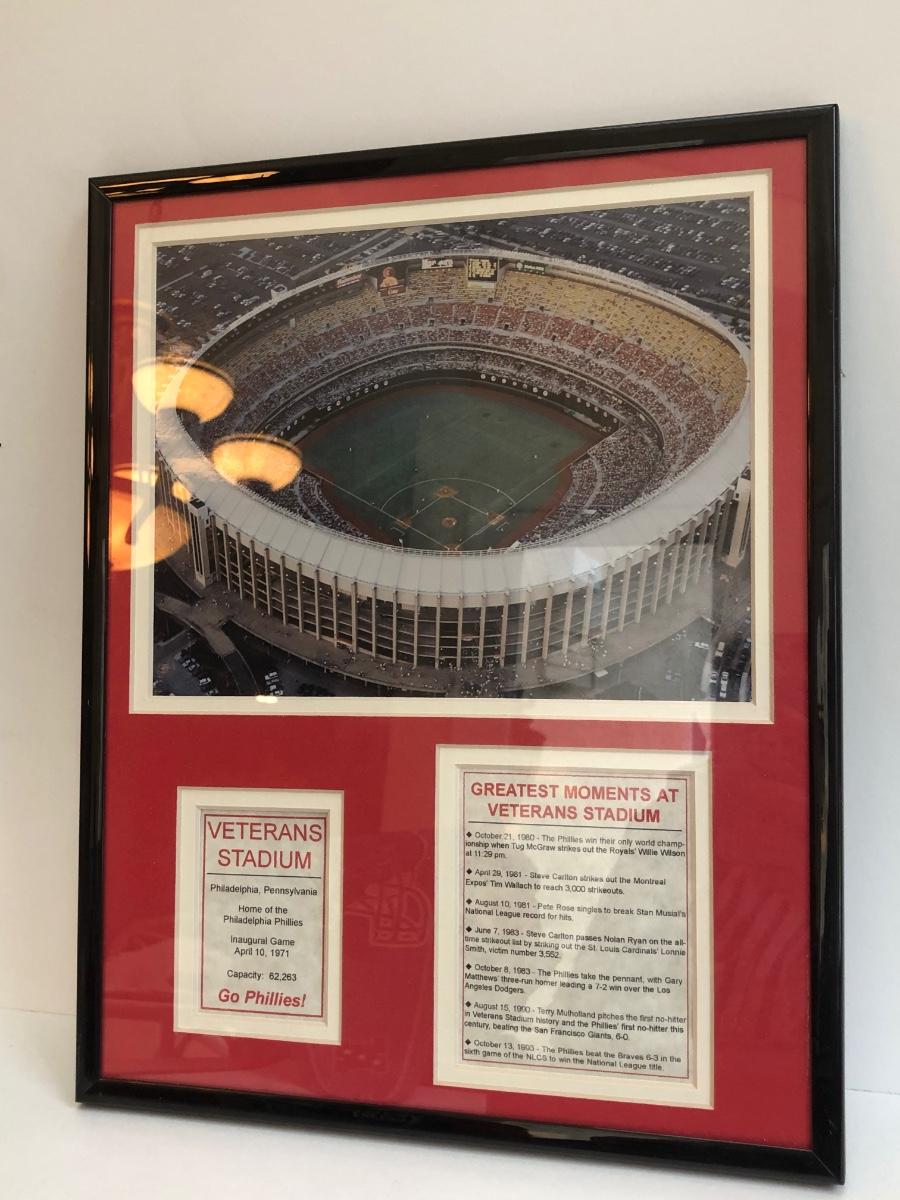 VETERANS
STADIUM
Philadelphia, Pennsylvania
Home of the
Philadelphia Phillies
Inaugural Game
April 10, 1971
Capacity: 62,263
Go Phillies!
GREATEST MOMENTS AT
VETERANS STADIUM
◆ October 21, 1980 - The Phillies win their only world champ-
ionship when Tug McGraw strikes out the Royals' Willie Wilson
at 11:29 pm.
◆ April 29, 1981 - Steve Carlton strikes out the Montreal
Expos' Tim Wallach to reach 3,000 strikeouts.
◆ August 10, 1981 - Pete Rose singles to break Stan Musial's
National League record for hits.
◆ June 7, 1983 - Steve Carlton passes Nolan Ryan on the all-
time strikeout list by striking out the St. Louis Cardinals' Lonnie
Smith, victim number 3,552.
◆ October 8, 1983 - The Phillies take the pennant, with Gary
Matthews' three-run homer leading a 7-2 win over the Los
Angeles Dodgers.
◆ August 15, 1990 - Terry Mulholland pitches the first no-hitter
in Veterans Stadium history and the Phillies' first no-hitter this
century, beating the San Francisco Giants, 6-0.
◆ October 13, 1993 - The Phillies beat the Braves 6-3 in the
sixth game of the NLCS to win the National League title.